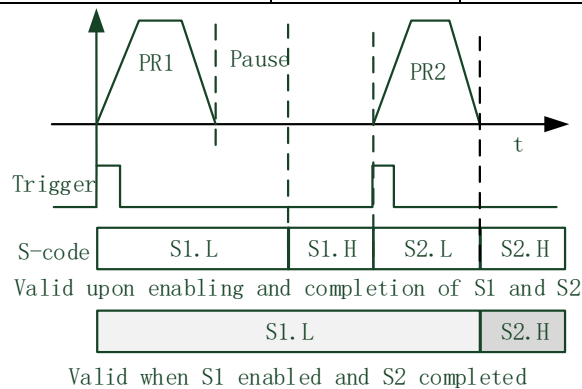 PR1 Pause PR2
t
Trigger
S-code S1.L S1.H S2.L S2.H
Valid upon enabling and completion of S1 and S2
S1.L S2.H
Valid when S1 enabled and S2 completed